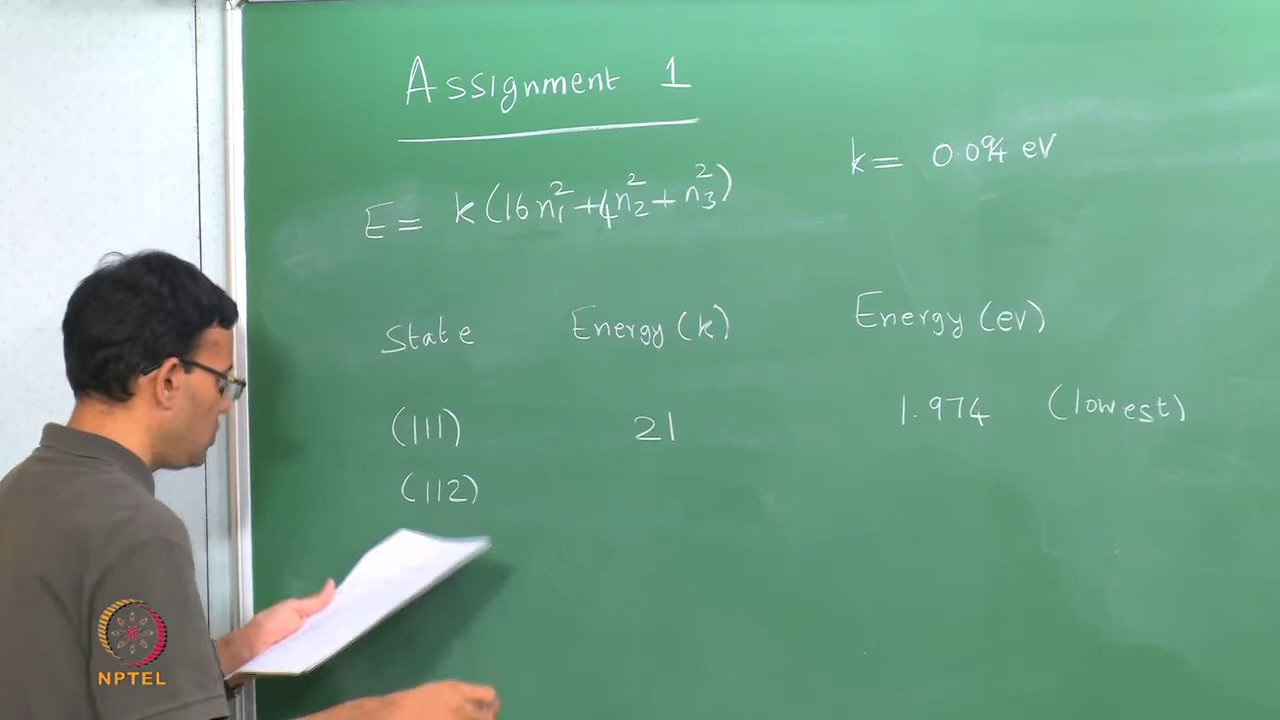 Assignment 1
k = 0.094 eV
E = k(16n₁² + 4n₂² + n₃²)
State Energy (k) Energy (ev)
(111) 21 1.974 (lowest)
(112)
NPTEL